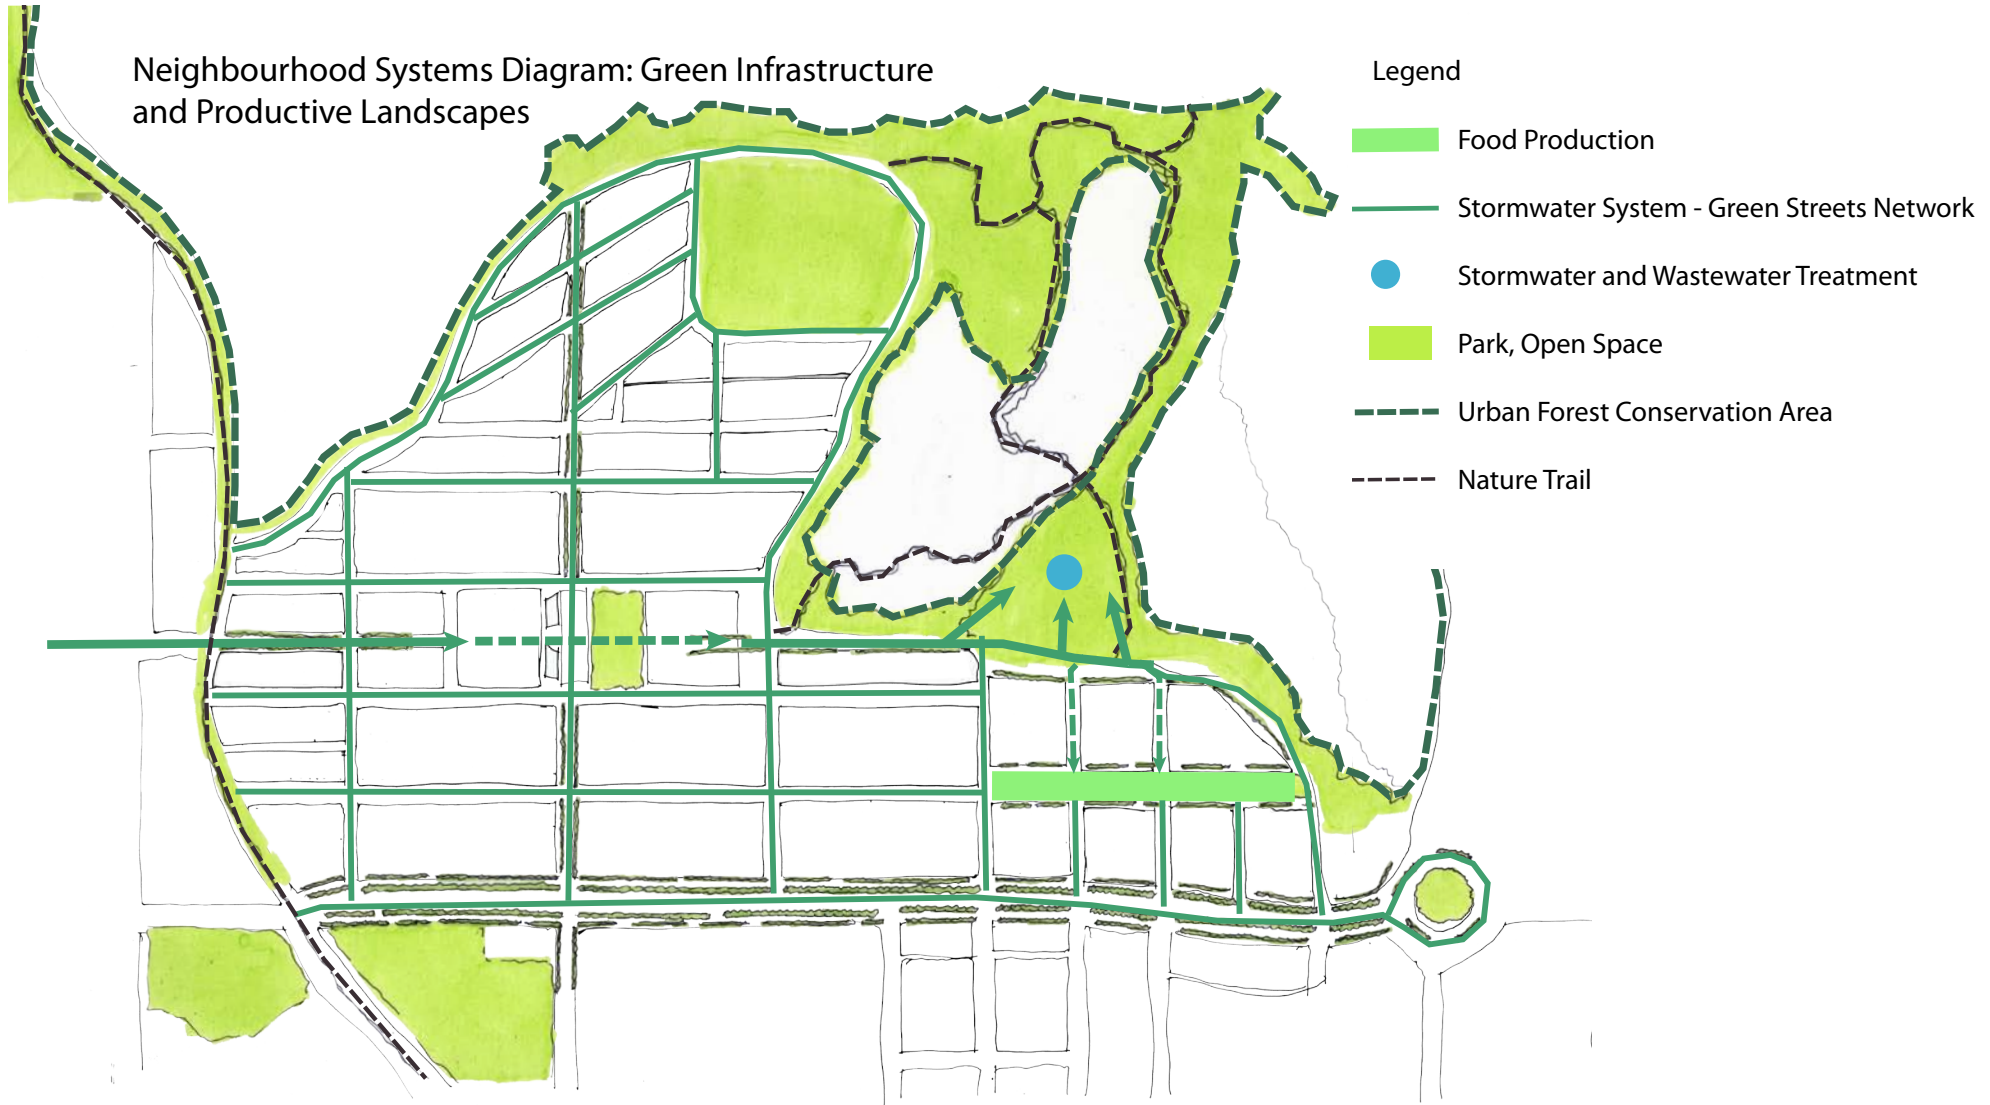 Neighbourhood Systems Diagram: Green Infrastructure
and Productive Landscapes
Legend
Food Production
Stormwater System - Green Streets Network
Stormwater and Wastewater Treatment
Park, Open Space
Urban Forest Conservation Area
Nature Trail